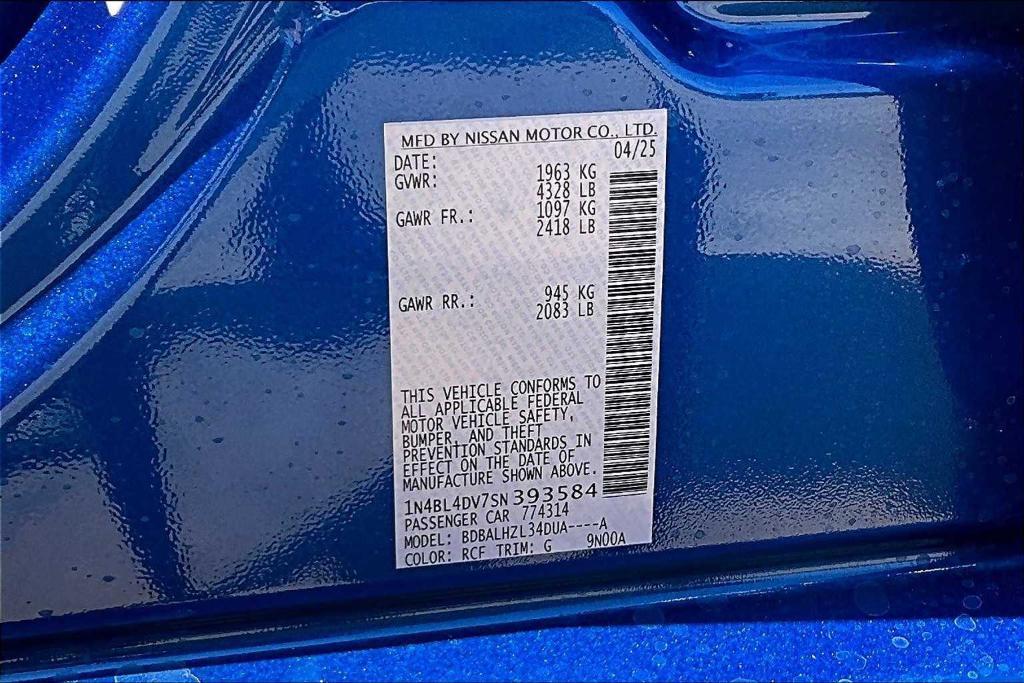 MFD BY NISSAN MOTOR CO., LTD.
DATE: 04/25
GVWR: 1963 KG
4328 LB
GAWR FR.: 1097 KG
2418 LB
GAWR RR.: 945 KG
2083 LB
THIS VEHICLE CONFORMS TO
ALL APPLICABLE FEDERAL
MOTOR VEHICLE SAFETY,
BUMPER, AND THEFT
PREVENTION STANDARDS IN
EFFECT ON THE DATE OF
MANUFACTURE SHOWN ABOVE.
1N4BL4DV7SN393584
PASSENGER CAR 774314
MODEL: BDBALHZL34DUA----A
COLOR: RCF TRIM: G 9N00A